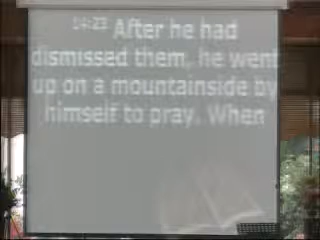 14:23 After he had
dismissed them, he went
up on a mountainside by
himself to pray. When